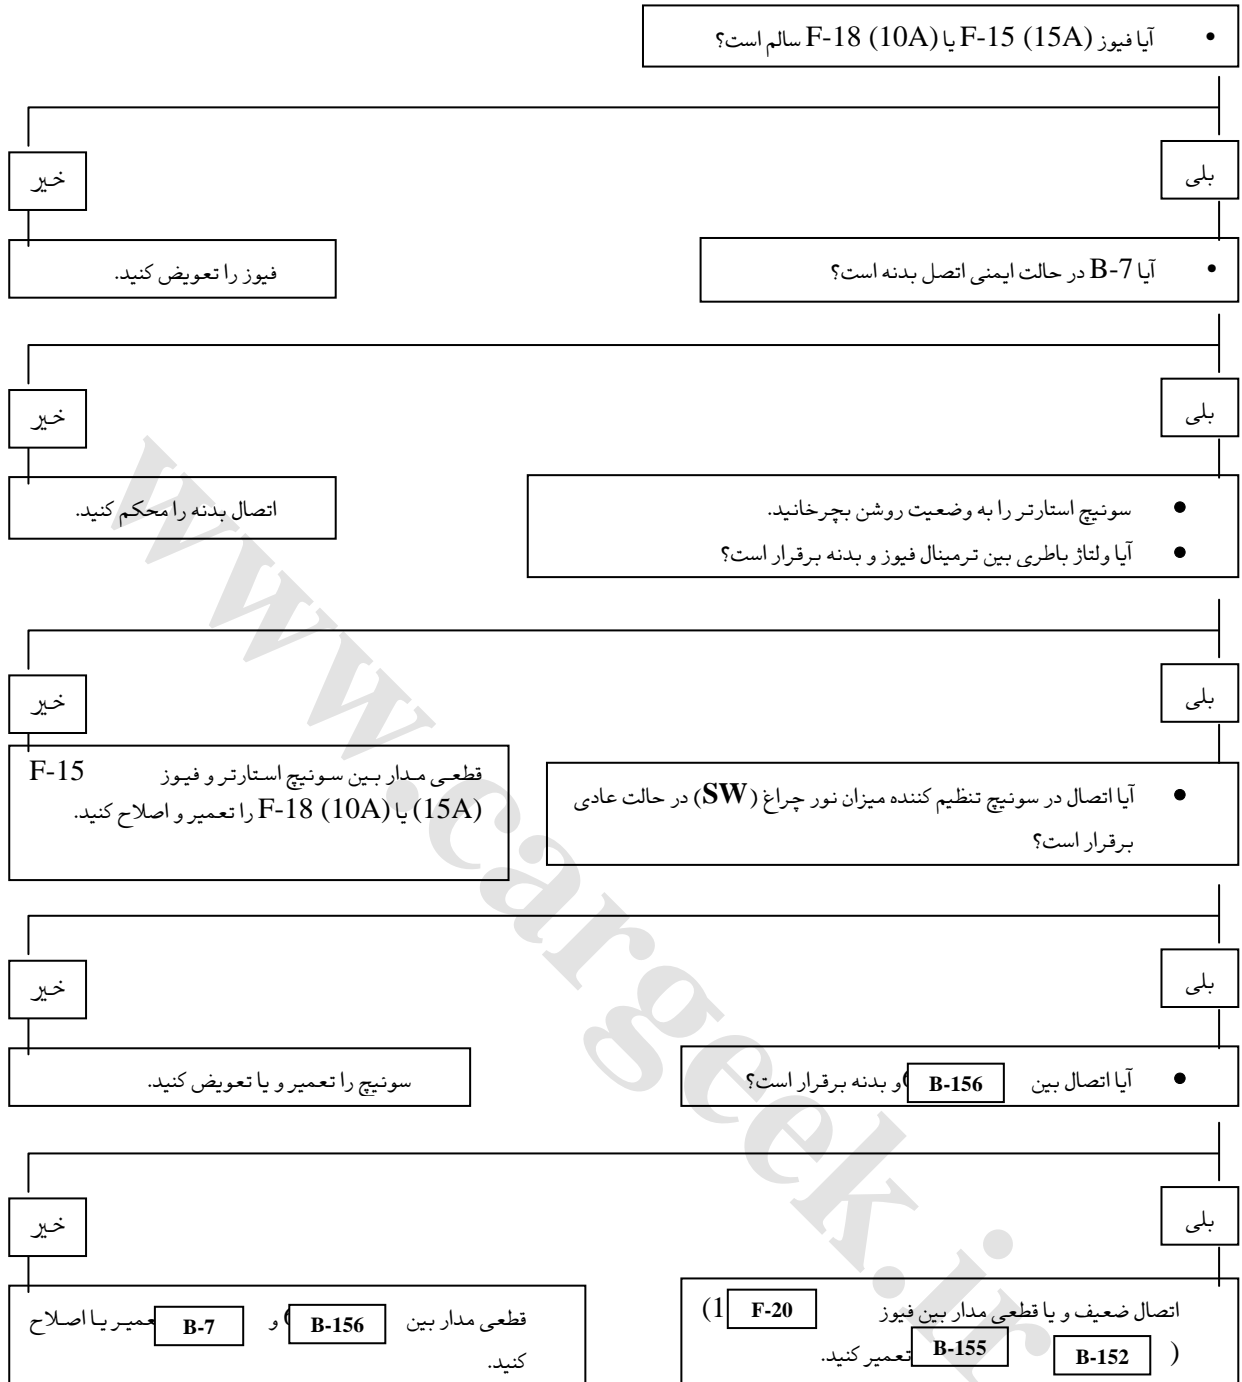 • آیا فیوز F-15 (15A) یا F-18 (10A) سالم است؟
بلی
خیر
• آیا B-7 در حالت ایمنی اتصل بدنه است؟
فیوز را تعویض کنید.
بلی
خیر
• سوئیچ استارتر را به وضعیت روشن بچرخانید.
• آیا ولتاژ باطری بین ترمینال فیوز و بدنه برقرار است؟
اتصال بدنه را محکم کنید.
بلی
خیر
• آیا اتصال در سوئیچ تنظیم کننده میزان نور چراغ (SW) در حالت عادی
برقرار است؟
قطعی مدار بین سوئیچ استارتر و فیوز F-15
(15A) یا F-18 (10A) را تعمیر و اصلاح کنید.
بلی
خیر
• آیا اتصال بین B-156 و بدنه برقرار است؟
سوئیچ را تعمیر و یا تعویض کنید.
بلی
خیر
اتصال ضعیف و یا قطعی مدار بین فیوز F-20 (1
( B-152 ) B-155 تعمیر کنید.
قطعی مدار بین B-156 و B-7 عمیر یا اصلاح
کنید.
www.cargeek.ir